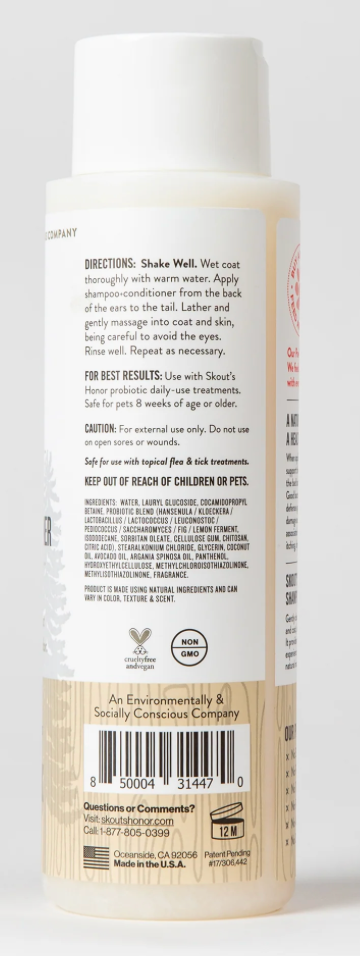 COMPANY
DIRECTIONS: Shake Well. Wet coat
thoroughly with warm water. Apply
shampoo+conditioner from the back
of the ears to the tail. Lather and
gently massage into coat and skin,
being careful to avoid the eyes.
Rinse well. Repeat as necessary.
FOR BEST RESULTS: Use with Skout's
Honor probiotic daily-use treatments.
Safe for pets 8 weeks of age or older.
CAUTION: For external use only. Do not use
on open sores or wounds.
Safe for use with topical flea & tick treatments.
KEEP OUT OF REACH OF CHILDREN OR PETS.
INGREDIENTS: WATER, LAURYL GLUCOSIDE, COCAMIDOPROPYL
BETAINE, PROBIOTIC BLEND (HANSENULA / KLOECKERA /
LACTOBACILLUS / LACTOCOCCUS / LEUCONOSTOC /
PEDIOCOCCUS / SACCHAROMYCES / FIG / LEMON FERMENT,
ISODODECANE, SORBITAN OLEATE, CELLULOSE GUM, CHITOSAN,
CITRIC ACID), STEARALKONIUM CHLORIDE, GLYCERIN, COCONUT
OIL, AVOCADO OIL, ARGANIA SPINOSA OIL, PANTHENOL,
HYDROXYETHYLCELLULOSE, METHYLCHLOROISOTHIAZOLINONE,
METHYLISOTHIAZOLINONE, FRAGRANCE.
PRODUCT IS MADE USING NATURAL INGREDIENTS AND CAN
VARY IN COLOR, TEXTURE & SCENT.
crueltyfree
andvegan
NON
GMO
An Environmentally &
Socially Conscious Company
8 50004 31447 0
Questions or Comments?
Visit: skoutshonor.com
Call: 1-877-805-0399
12 M
Oceanside, CA 92056
Made in the U.S.A.
Patent Pending
#17/306,442
ER